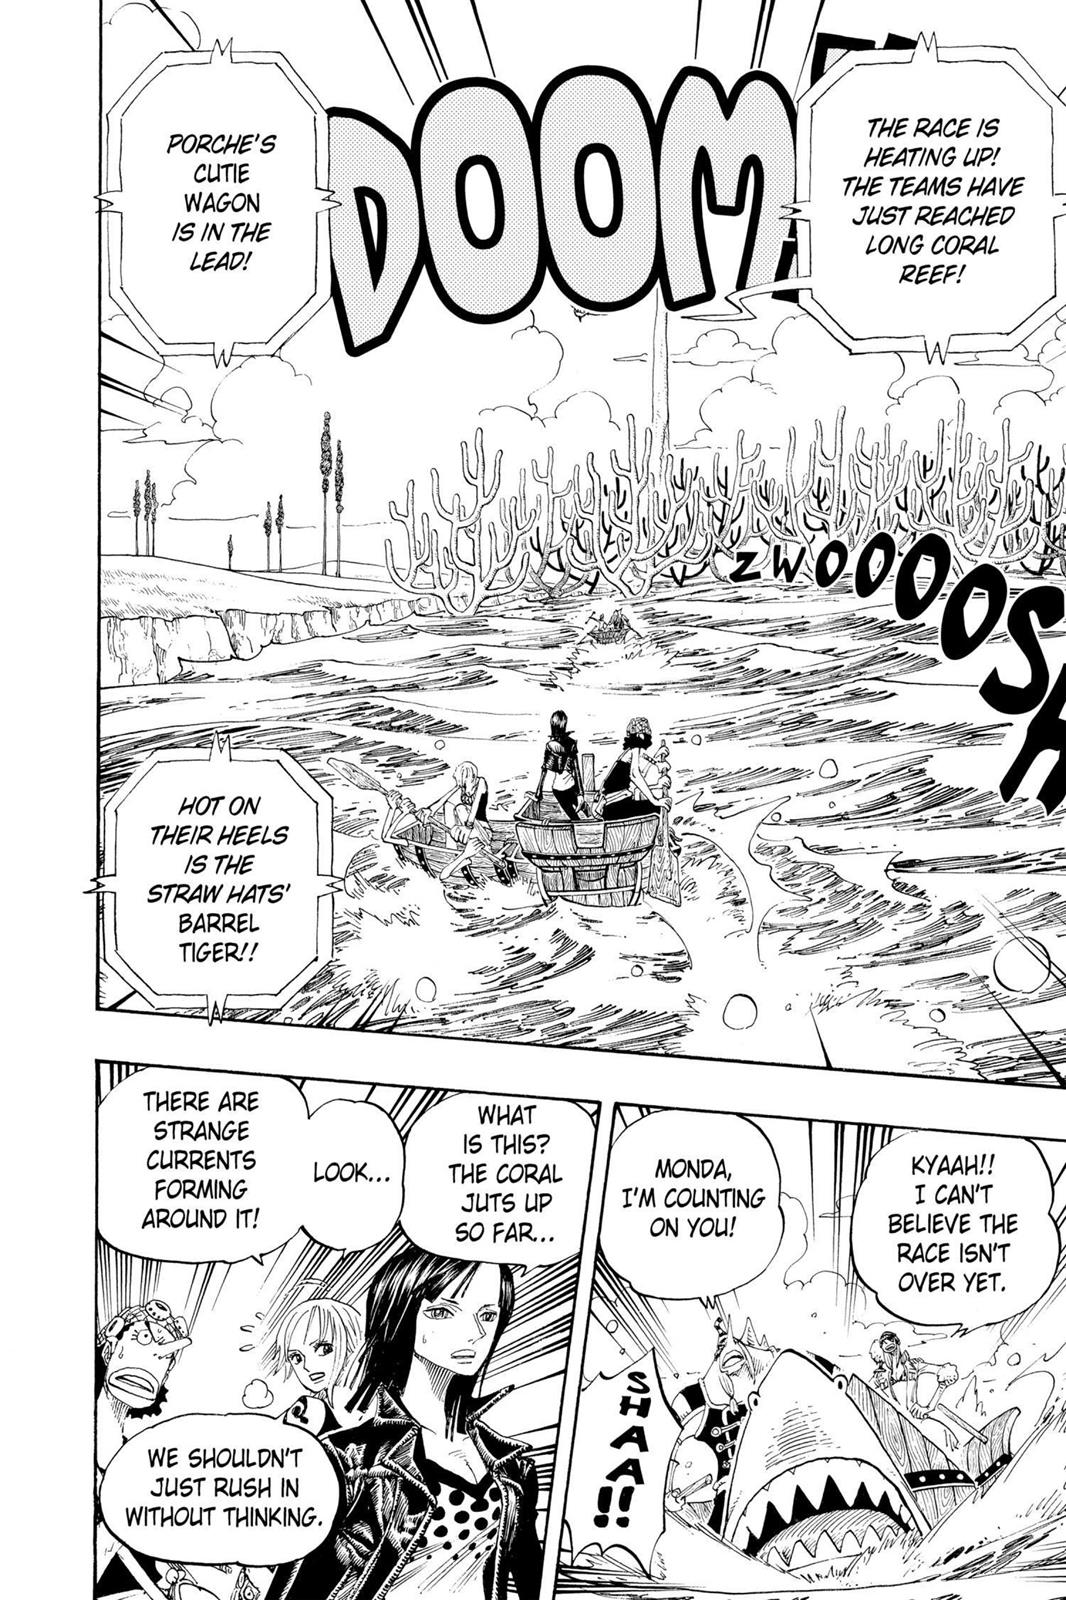 THE RACE IS
HEATING UP!
THE TEAMS HAVE
JUST REACHED
LONG CORAL
REEF!
DOOM
PORCHE'S
CUTIE
WAGON
IS IN THE
LEAD!
ZWOOOOOSH
HOT ON
THEIR HEELS
IS THE
STRAW HATS'
BARREL
TIGER!!
KYAAH!!
I CAN'T
BELIEVE THE
RACE ISN'T
OVER YET.
MONDA,
I'M COUNTING
ON YOU!
SHAA!!
WHAT
IS THIS?
THE CORAL
JUTS UP
SO FAR...
LOOK...
THERE ARE
STRANGE
CURRENTS
FORMING
AROUND IT!
WE SHOULDN'T
JUST RUSH IN
WITHOUT THINKING.